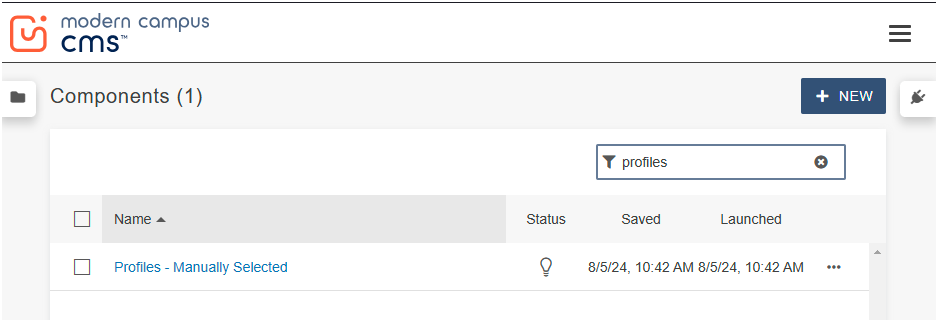 modern campus
cms™
Components (1)
NEW
profiles
Name Status Saved Launched
Profiles - Manually Selected 8/5/24, 10:42 AM 8/5/24, 10:42 AM